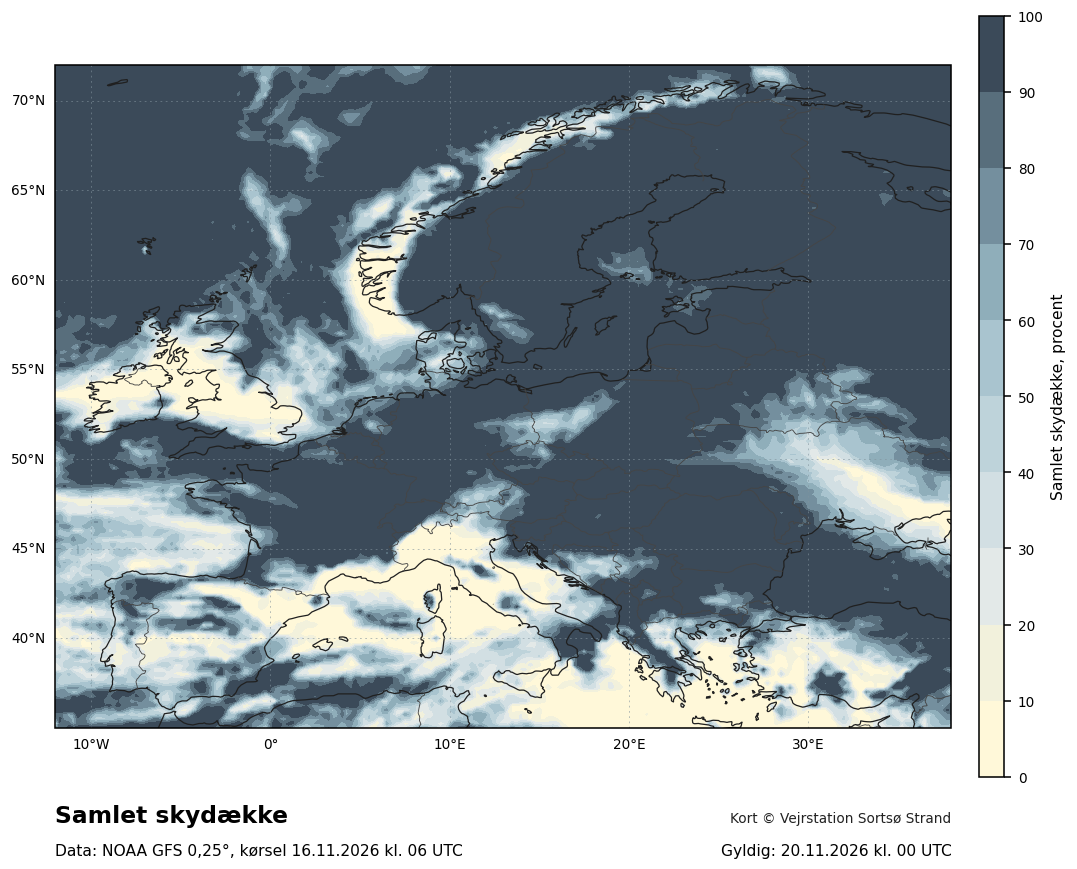 100
90
80
70
60
50
40
30
20
10
0
Samlet skydække, procent
70°N
65°N
60°N
55°N
50°N
45°N
40°N
10°W
0°
10°E
20°E
30°E
Samlet skydække
Kort © Vejrstation Sortsø Strand
Data: NOAA GFS 0,25°, kørsel 16.11.2026 kl. 06 UTC
Gyldig: 20.11.2026 kl. 00 UTC